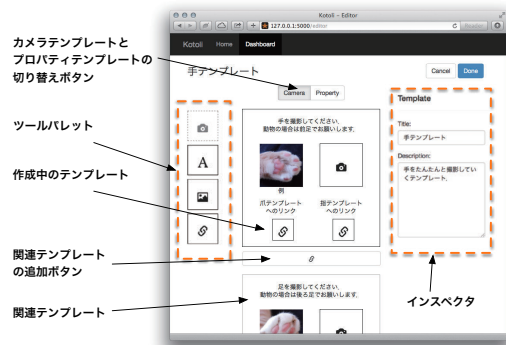 Kotoli – Editor
127.0.0.1:5000/editor
Reader
Kotoli
Home
Dashboard
手テンプレート
Cancel
Done
Camera
Property
カメラテンプレートと
プロパティテンプレートの
切り替えボタン
ツールパレット
作成中のテンプレート
関連テンプレート
の追加ボタン
関連テンプレート
A
手を撮影してください.
動物の場合は前足でお願いします.
例
爪テンプレート
へのリンク
指テンプレート
へのリンク
足を撮影してください.
動物の場合は後ろ足でお願いします.
Template
Title:
手テンプレート
Description:
手をたんたんと撮影してい
くテンプレート.
インスペクタ